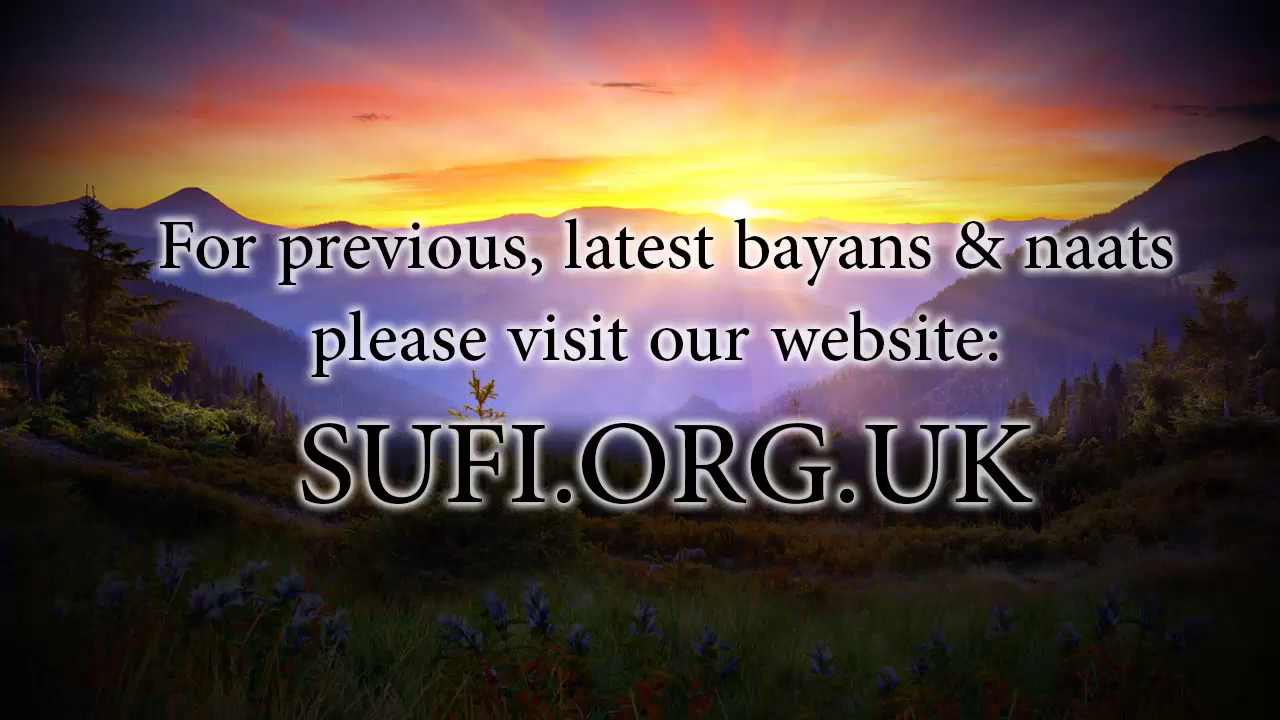 For previous, latest bayans & naats
please visit our website:
SUFI.ORG.UK